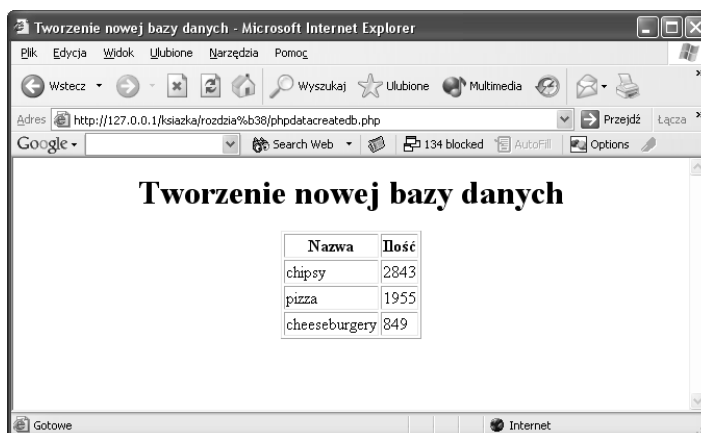 Tworzenie nowej bazy danych - Microsoft Internet Explorer
Plik Edycja Widok Ulubione Narzędzia Pomoc
Wstecz Wyszukaj Ulubione Multimedia »
Adres http://127.0.0.1/ksiazka/rozdzia%b38/phpdatacreatedb.php Przejdź Łącza »
Google Search Web 134 blocked AutoFill Options
Tworzenie nowej bazy danych
Nazwa Ilość
chipsy 2843
pizza 1955
cheeseburgery 849
Gotowe Internet